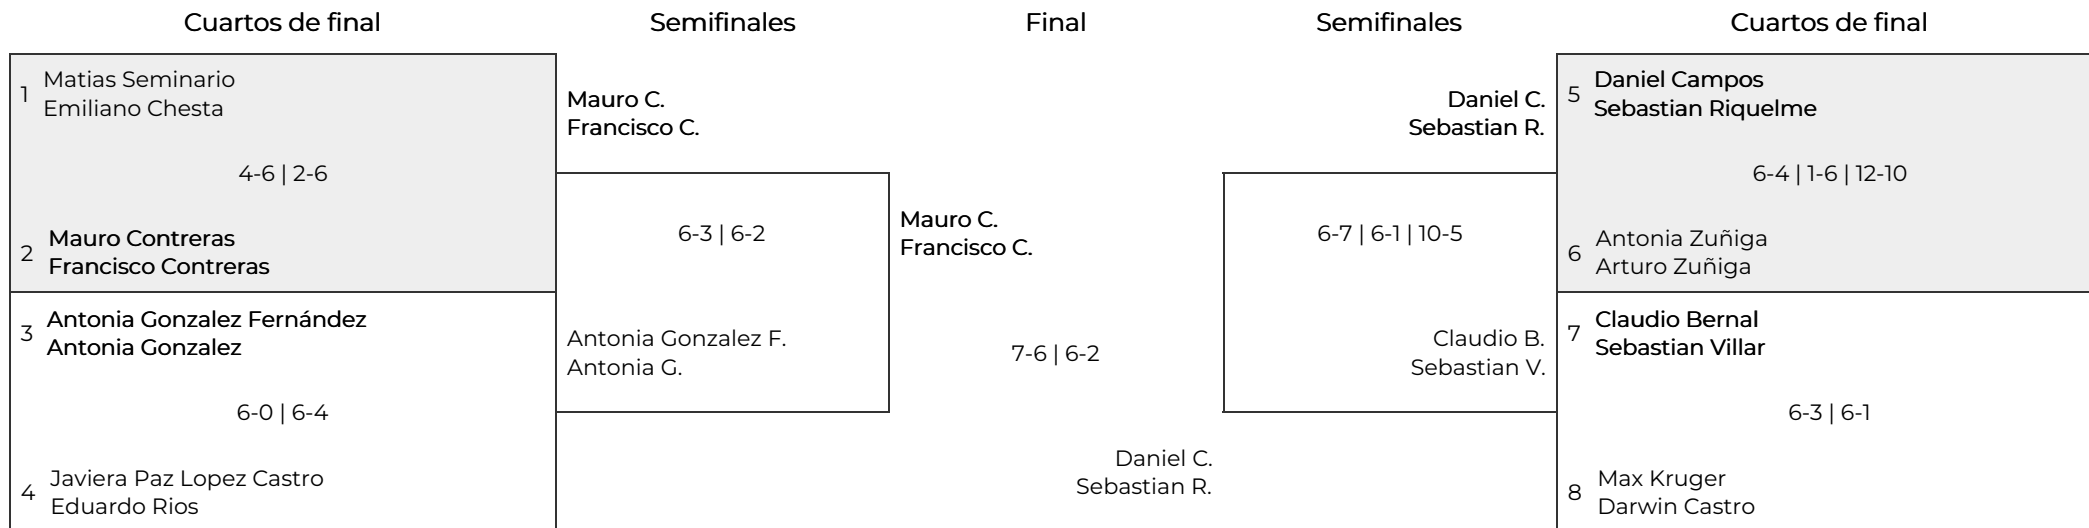 Cuartos de final
Semifinales
Final
Semifinales
Cuartos de final
1
Matias Seminario
Emiliano Chesta
4-6 | 2-6
2
Mauro Contreras
Francisco Contreras
3
Antonia Gonzalez Fernández
Antonia Gonzalez
6-0 | 6-4
4
Javiera Paz Lopez Castro
Eduardo Rios
Mauro C.
Francisco C.
6-3 | 6-2
Antonia Gonzalez F.
Antonia G.
Mauro C.
Francisco C.
7-6 | 6-2
Daniel C.
Sebastian R.
Daniel C.
Sebastian R.
6-7 | 6-1 | 10-5
Claudio B.
Sebastian V.
5
Daniel Campos
Sebastian Riquelme
6-4 | 1-6 | 12-10
6
Antonia Zuñiga
Arturo Zuñiga
7
Claudio Bernal
Sebastian Villar
6-3 | 6-1
8
Max Kruger
Darwin Castro